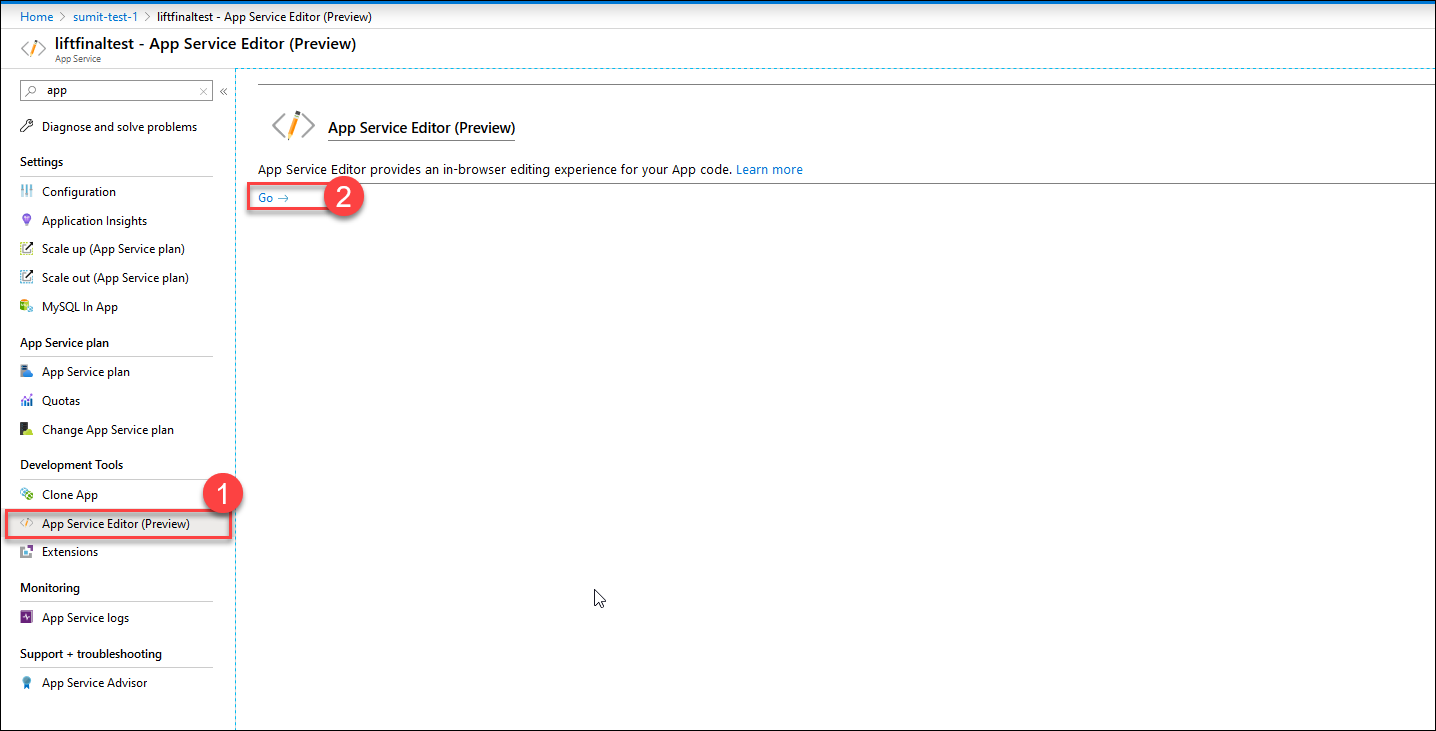 Home > sumit-test-1 > liftfinaltest - App Service Editor (Preview)
liftfinaltest - App Service Editor (Preview)
App Service
app
Diagnose and solve problems
Settings
Configuration
Application Insights
Scale up (App Service plan)
Scale out (App Service plan)
MySQL In App
App Service plan
App Service plan
Quotas
Change App Service plan
Development Tools
Clone App
1
App Service Editor (Preview)
Extensions
Monitoring
App Service logs
Support + troubleshooting
App Service Advisor
App Service Editor (Preview)
App Service Editor provides an in-browser editing experience for your App code. Learn more
Go →
2